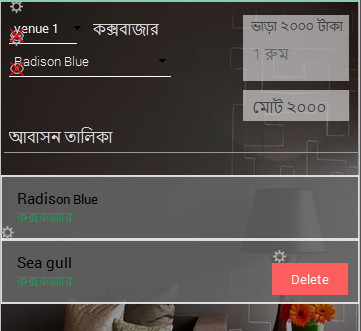 venue 1
কক্সবাজার
ভাড়া ২০০০ টাকা
Radison Blue
1 রুম
মোট ২০০০
আবাসন তালিকা
Radison Blue
কক্সবাজার
Sea gull
কক্সবাজার
Delete